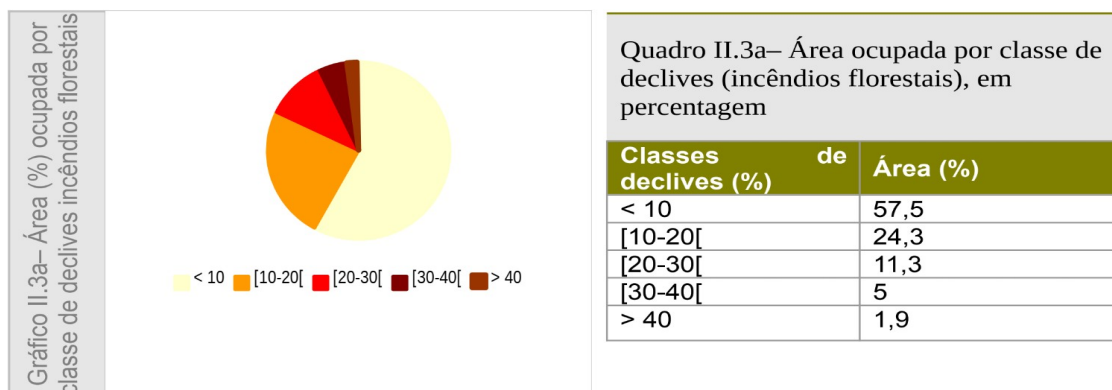 Gráfico II.3a– Área (%) ocupada por
classe de declives incêndios florestais
< 10 [10-20[ [20-30[ [30-40[ > 40
Quadro II.3a– Área ocupada por classe de
declives (incêndios florestais), em
percentagem
Classes de
declives (%)
Área (%)
< 10 57,5
[10-20[ 24,3
[20-30[ 11,3
[30-40[ 5
> 40 1,9